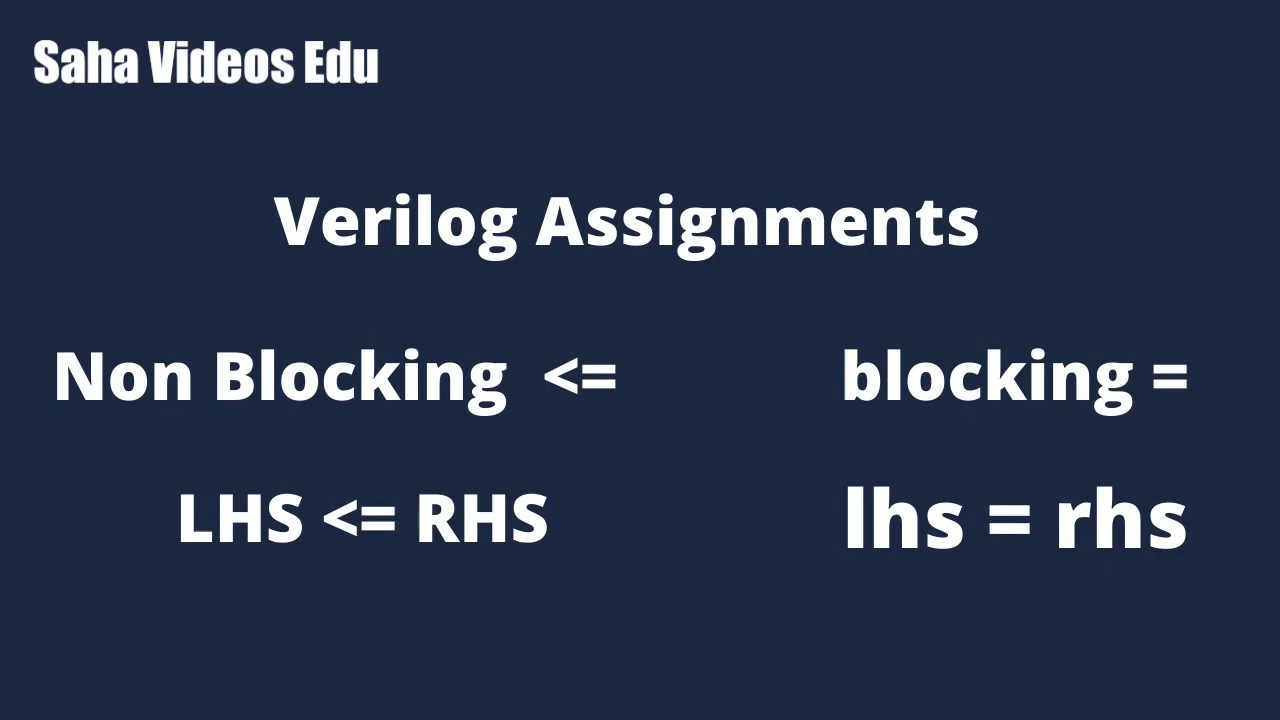 Saha Videos Edu
Verilog Assignments
Non Blocking <= blocking =
LHS <= RHS lhs = rhs